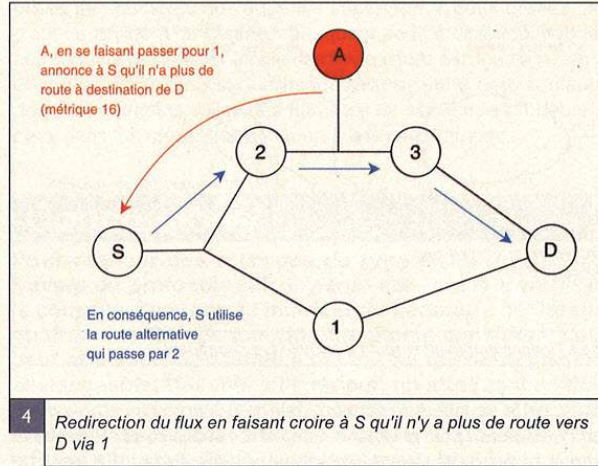 A, en se faisant passer pour 1,
annonce à S qu'il n'a plus de
route à destination de D
(métrique 16)
A
2
3
S
D
1
En conséquence, S utilise
la route alternative
qui passe par 2
4
Redirection du flux en faisant croire à S qu'il n'y a plus de route vers
D via 1